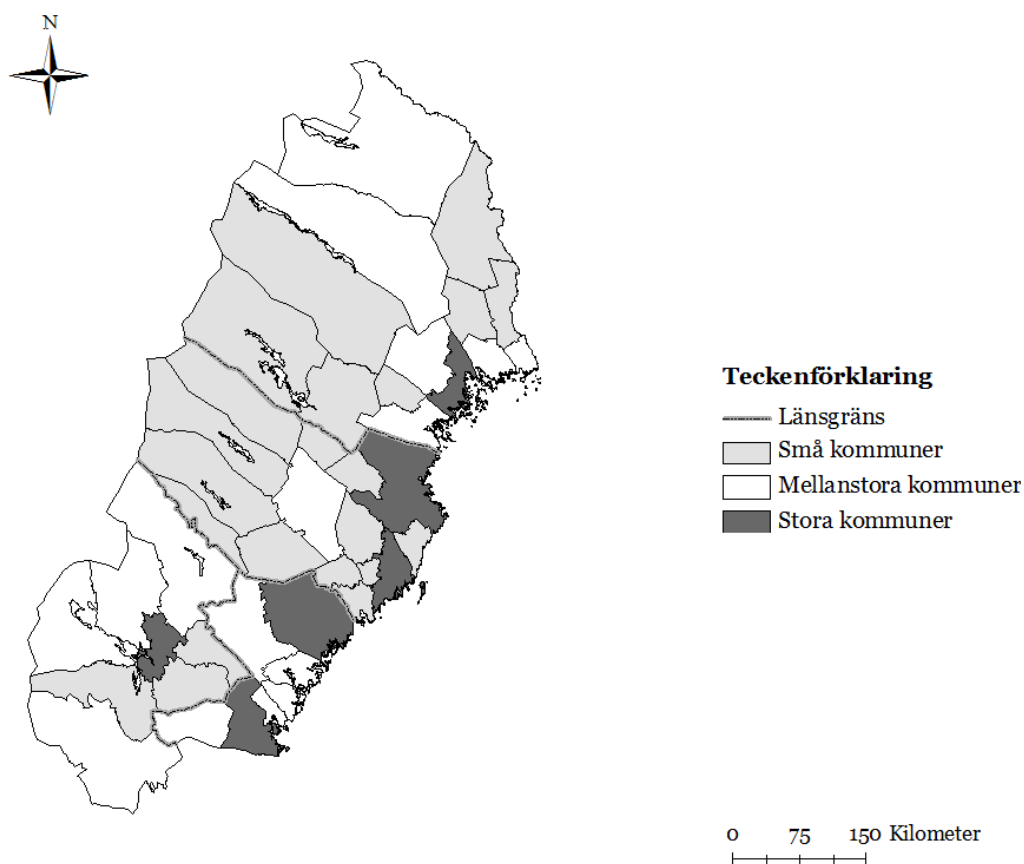 N
Teckenförklaring
Länsgräns
Små kommuner
Mellanstora kommuner
Stora kommuner
0 75 150 Kilometer